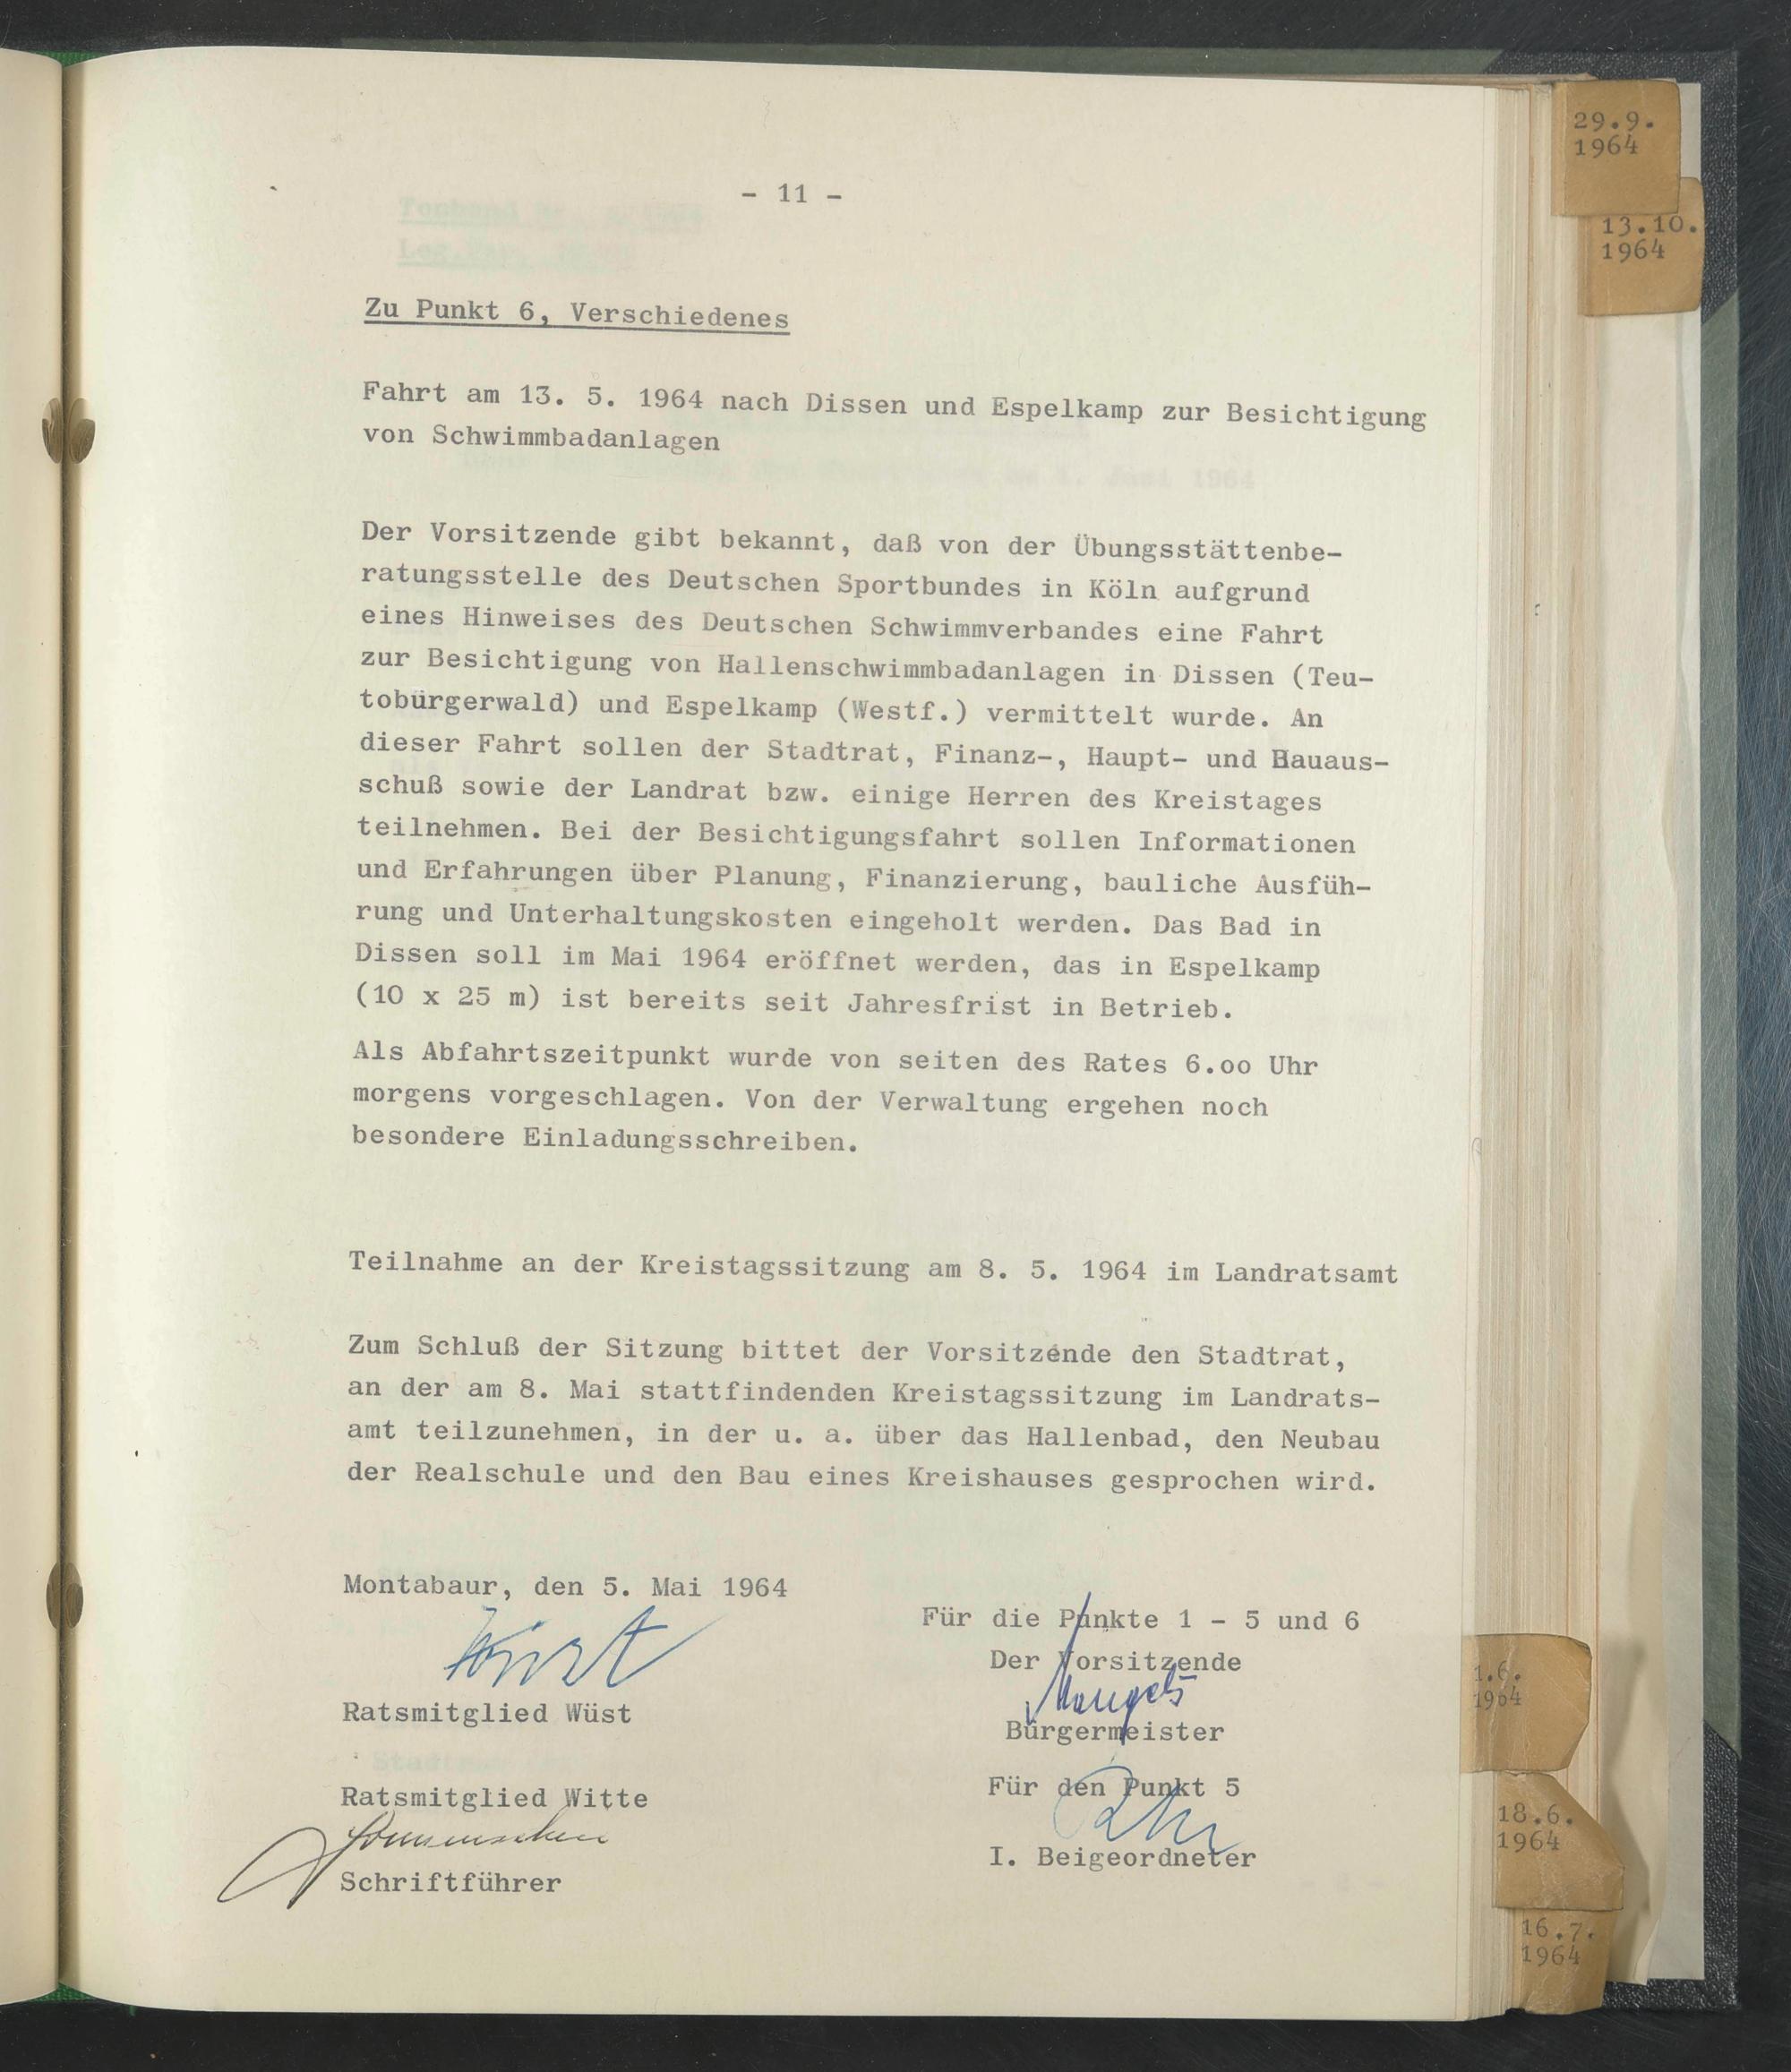 - 11 -
Zu Punkt 6, Verschiedenes
Fahrt am 13. 5. 1964 nach Dissen und Espelkamp zur Besichtigung
von Schwimmbadanlagen
Der Vorsitzende gibt bekannt, daß von der Übungsstättenbe-
ratungsstelle des Deutschen Sportbundes in Köln aufgrund
eines Hinweises des Deutschen Schwimmverbandes eine Fahrt
zur Besichtigung von Hallenschwimmbadanlagen in Dissen (Teu-
toburgerwald) und Espelkamp (Westf.) vermittelt wurde. An
dieser Fahrt sollen der Stadtrat, Finanz-, Haupt- und Bauaus-
schuß sowie der Landrat bzw. einige Herren des Kreistages
teilnehmen. Bei der Besichtigungsfahrt sollen Informationen
und Erfahrungen über Planung, Finanzierung, bauliche Ausfüh-
rung und Unterhaltungskosten eingeholt werden. Das Bad in
Dissen soll im Mai 1964 eröffnet werden, das in Espelkamp
(10 x 25 m) ist bereits seit Jahresfrist in Betrieb.
Als Abfahrtszeitpunkt wurde von seiten des Rates 6.oo Uhr
morgens vorgeschlagen. Von der Verwaltung ergehen noch
besondere Einladungsschreiben.
Teilnahme an der Kreistagssitzung am 8. 5. 1964 im Landratsamt
Zum Schluß der Sitzung bittet der Vorsitzende den Stadtrat,
an der am 8. Mai stattfindenden Kreistagssitzung im Landrats-
amt teilzunehmen, in der u. a. über das Hallenbad, den Neubau
der Realschule und den Bau eines Kreishauses gesprochen wird.
Montabaur, den 5. Mai 1964
Wüst
Ratsmitglied Wüst
Ratsmitglied Witte
Schriftführer
Für die Punkte 1 - 5 und 6
Der Vorsitzende
Mangels
Bürgermeister
Für den Punkt 5
I. Beigeordneter
29.9.
1964
13.10.
1964
1.6.
1964
18.6.
1964
16.7.
1964